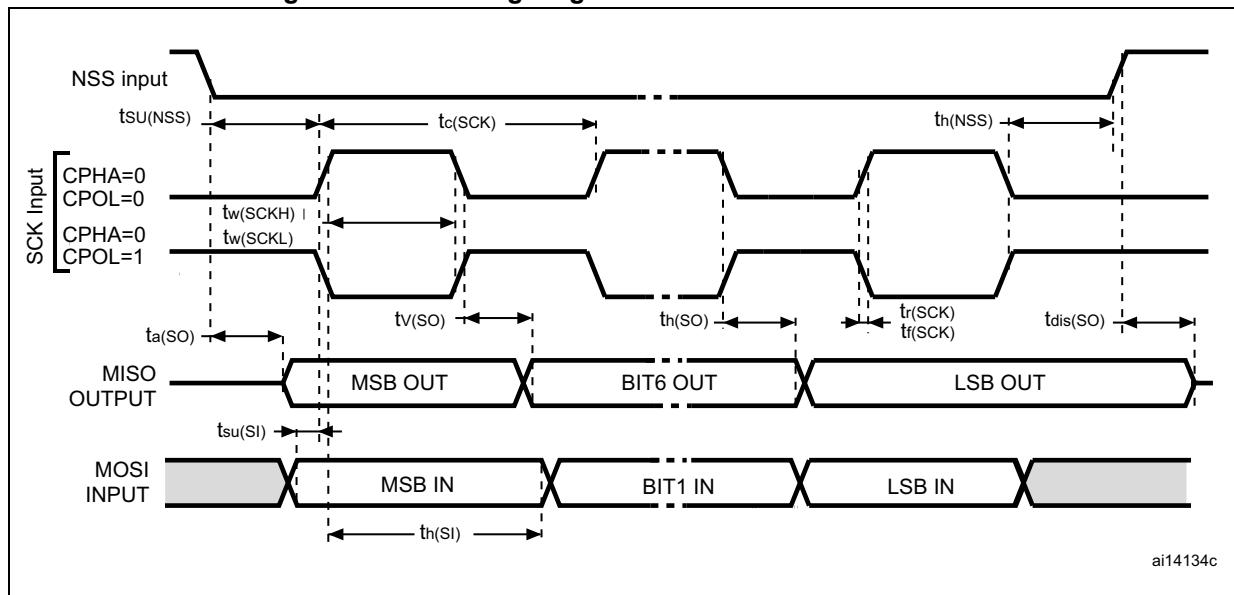 NSS input
tSU(NSS)
tc(SCK)
th(NSS)
SCK Input
CPHA=0
CPOL=0
tw(SCKH)
CPHA=0
CPOL=1
tw(SCKL)
ta(SO)
tV(SO)
th(SO)
tr(SCK)
tf(SCK)
tdis(SO)
MISO
OUTPUT
MSB OUT
BIT6 OUT
LSB OUT
tsu(SI)
MOSI
INPUT
MSB IN
BIT1 IN
LSB IN
th(SI)
ai14134c